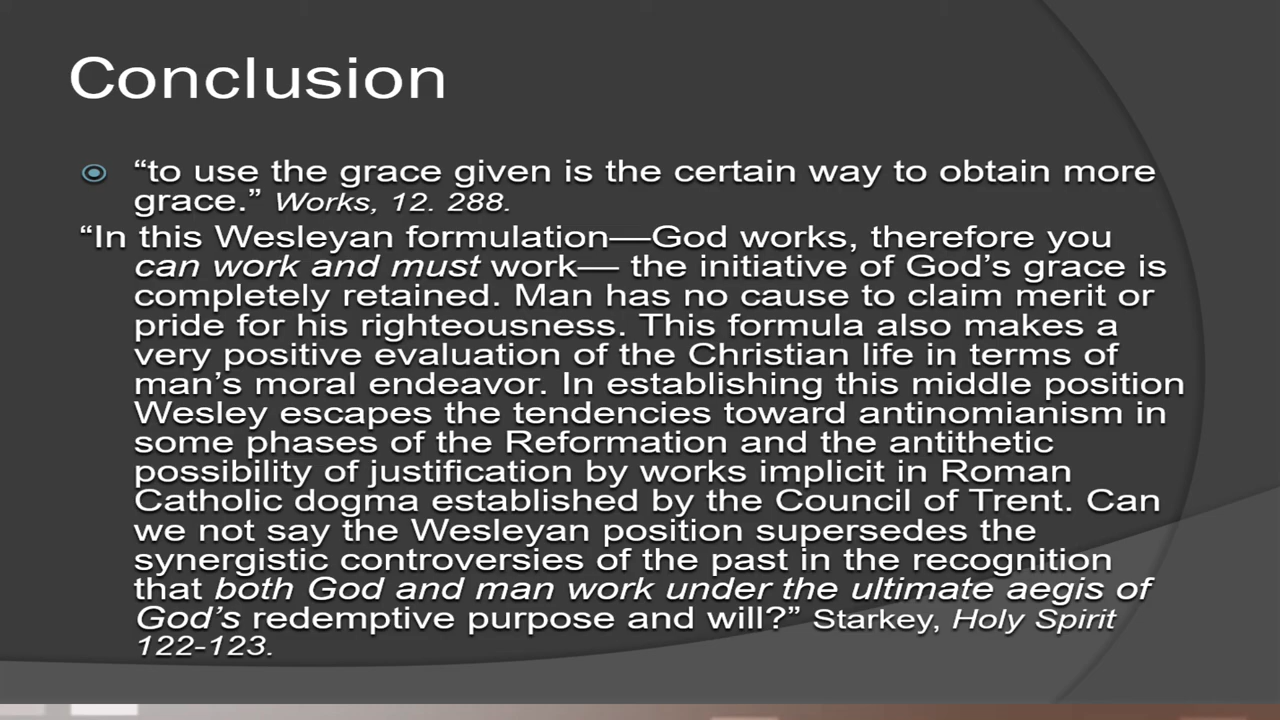 Conclusion
“to use the grace given is the certain way to obtain more
grace.” Works, 12. 288.
“In this Wesleyan formulation—God works, therefore you
can work and must work— the initiative of God’s grace is
completely retained. Man has no cause to claim merit or
pride for his righteousness. This formula also makes a
very positive evaluation of the Christian life in terms of
man’s moral endeavor. In establishing this middle position
Wesley escapes the tendencies toward antinomianism in
some phases of the Reformation and the antithetic
possibility of justification by works implicit in Roman
Catholic dogma established by the Council of Trent. Can
we not say the Wesleyan position supersedes the
synergistic controversies of the past in the recognition
that both God and man work under the ultimate aegis of
God’s redemptive purpose and will?” Starkey, Holy Spirit
122-123.